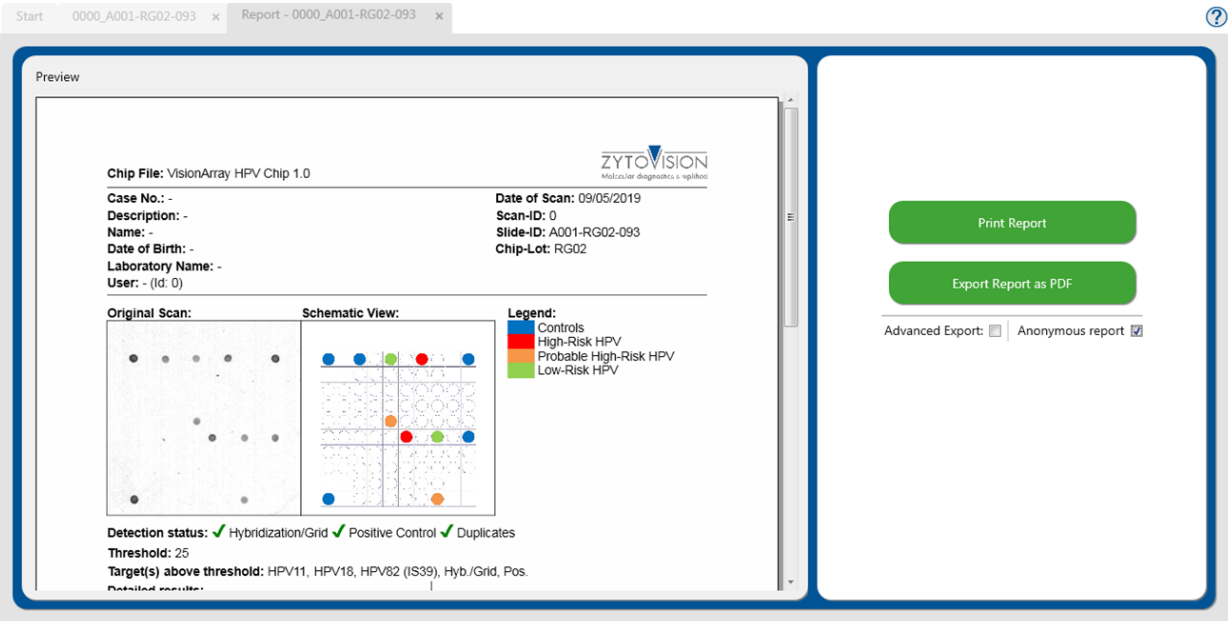 Start 0000_A001-RG02-093 × Report - 0000_A001-RG02-093 × ?
Preview
ZYTOVISION
Molecular diagnostics simplified
Chip File: VisionArray HPV Chip 1.0
Case No.: - Date of Scan: 09/05/2019
Description: - Scan-ID: 0
Name: - Slide-ID: A001-RG02-093
Date of Birth: - Chip-Lot: RG02
Laboratory Name: -
User: - (Id: 0)
Original Scan: Schematic View: Legend:
Controls
High-Risk HPV
Probable High-Risk HPV
Low-Risk HPV
Detection status: ✓ Hybridization/Grid ✓ Positive Control ✓ Duplicates
Threshold: 25
Target(s) above threshold: HPV11, HPV18, HPV82 (IS39), Hyb./Grid, Pos.
Detailed results:
Print Report
Export Report as PDF
Advanced Export: Anonymous report